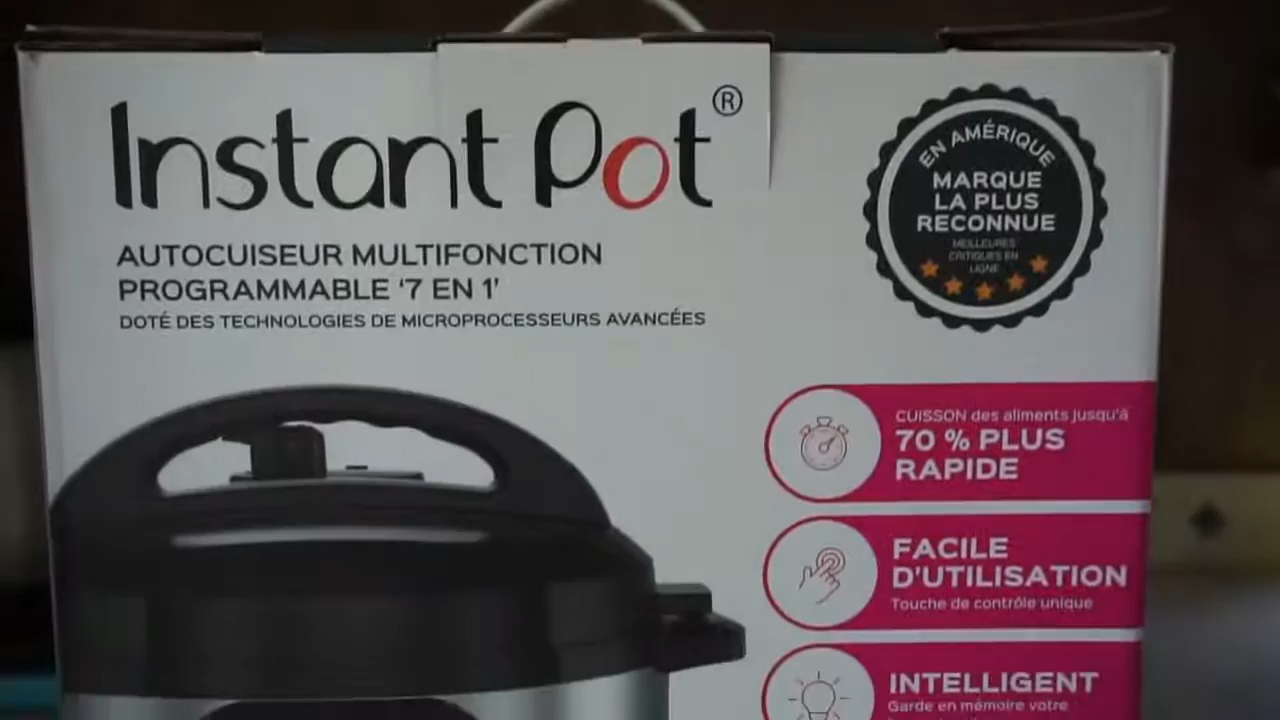 Instant Pot®
AUTOCUISEUR MULTIFONCTION
PROGRAMMABLE ‘7 EN 1’
DOTÉ DES TECHNOLOGIES DE MICROPROCESSEURS AVANCÉES
EN AMÉRIQUE
MARQUE
LA PLUS
RECONNUE
MEILLEURES
CRITIQUES EN
LIGNE
CUISSON des aliments jusqu'à
70 % PLUS
RAPIDE
FACILE
D'UTILISATION
Touche de contrôle unique
INTELLIGENT
Garde en mémoire votre